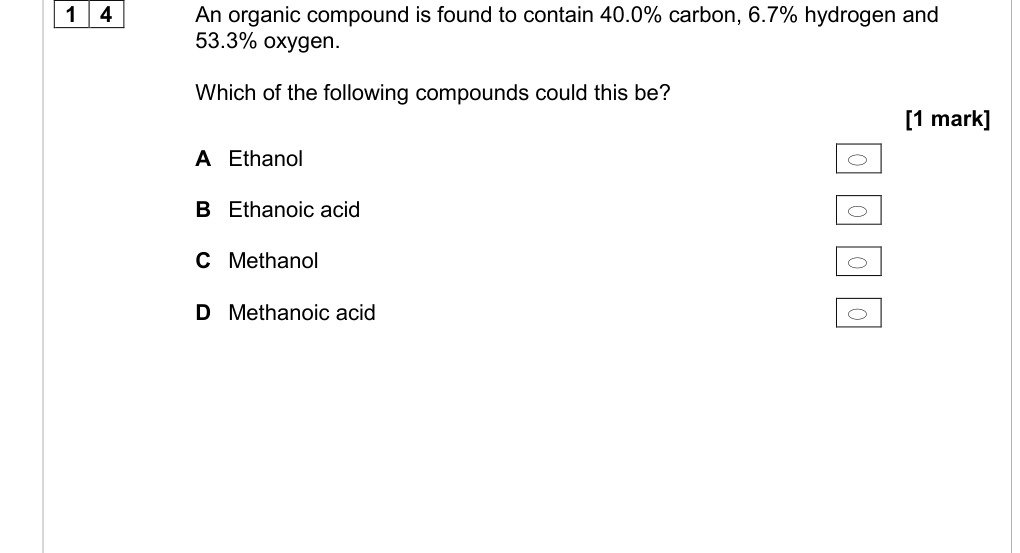 1 4 An organic compound is found to contain 40.0% carbon, 6.7% hydrogen and
53.3% oxygen.
Which of the following compounds could this be?
[1 mark]
A Ethanol
B Ethanoic acid
C Methanol
D Methanoic acid